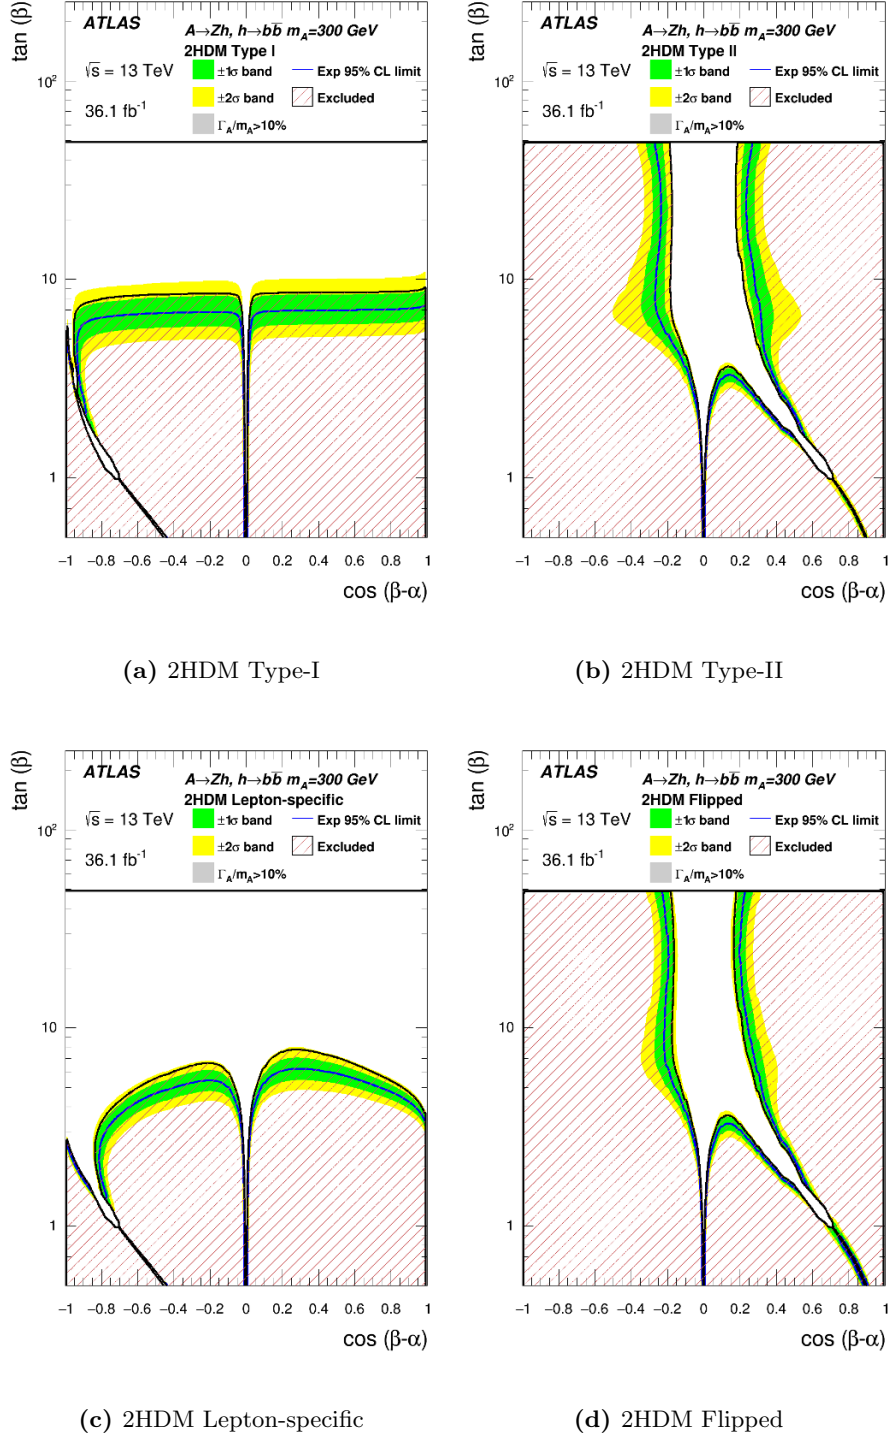 tan (β)
ATLAS
A→Zh, h→bb̅ m_A=300 GeV
2HDM Type I
√s = 13 TeV
±1σ band
Exp 95% CL limit
±2σ band
Excluded
36.1 fb⁻¹
Γ_A/m_A>10%
10²
10
1
−1 −0.8 −0.6 −0.4 −0.2 0 0.2 0.4 0.6 0.8 1
cos (β-α)
(a) 2HDM Type-I
tan (β)
ATLAS
A→Zh, h→bb̅ m_A=300 GeV
2HDM Type II
√s = 13 TeV
±1σ band
Exp 95% CL limit
±2σ band
Excluded
36.1 fb⁻¹
Γ_A/m_A>10%
10²
10
1
−1 −0.8 −0.6 −0.4 −0.2 0 0.2 0.4 0.6 0.8 1
cos (β-α)
(b) 2HDM Type-II
tan (β)
ATLAS
A→Zh, h→bb̅ m_A=300 GeV
2HDM Lepton-specific
√s = 13 TeV
±1σ band
Exp 95% CL limit
±2σ band
Excluded
36.1 fb⁻¹
Γ_A/m_A>10%
10²
10
1
−1 −0.8 −0.6 −0.4 −0.2 0 0.2 0.4 0.6 0.8 1
cos (β-α)
(c) 2HDM Lepton-specific
tan (β)
ATLAS
A→Zh, h→bb̅ m_A=300 GeV
2HDM Flipped
√s = 13 TeV
±1σ band
Exp 95% CL limit
±2σ band
Excluded
36.1 fb⁻¹
Γ_A/m_A>10%
10²
10
1
−1 −0.8 −0.6 −0.4 −0.2 0 0.2 0.4 0.6 0.8 1
cos (β-α)
(d) 2HDM Flipped